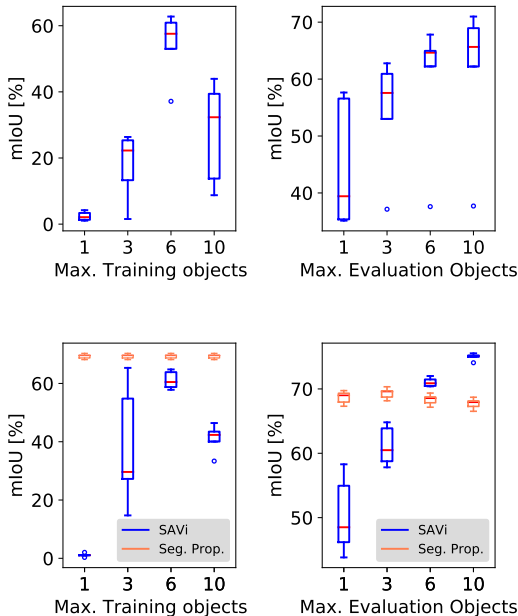 mIoU [%]
60
40
20
0
1 3 6 10
Max. Training objects
mIoU [%]
70
60
50
40
1 3 6 10
Max. Evaluation Objects
mIoU [%]
60
40
20
0
SAVi
Seg. Prop.
1 3 6 10
Max. Training objects
mIoU [%]
70
60
50
SAVi
Seg. Prop.
1 3 6 10
Max. Evaluation Objects